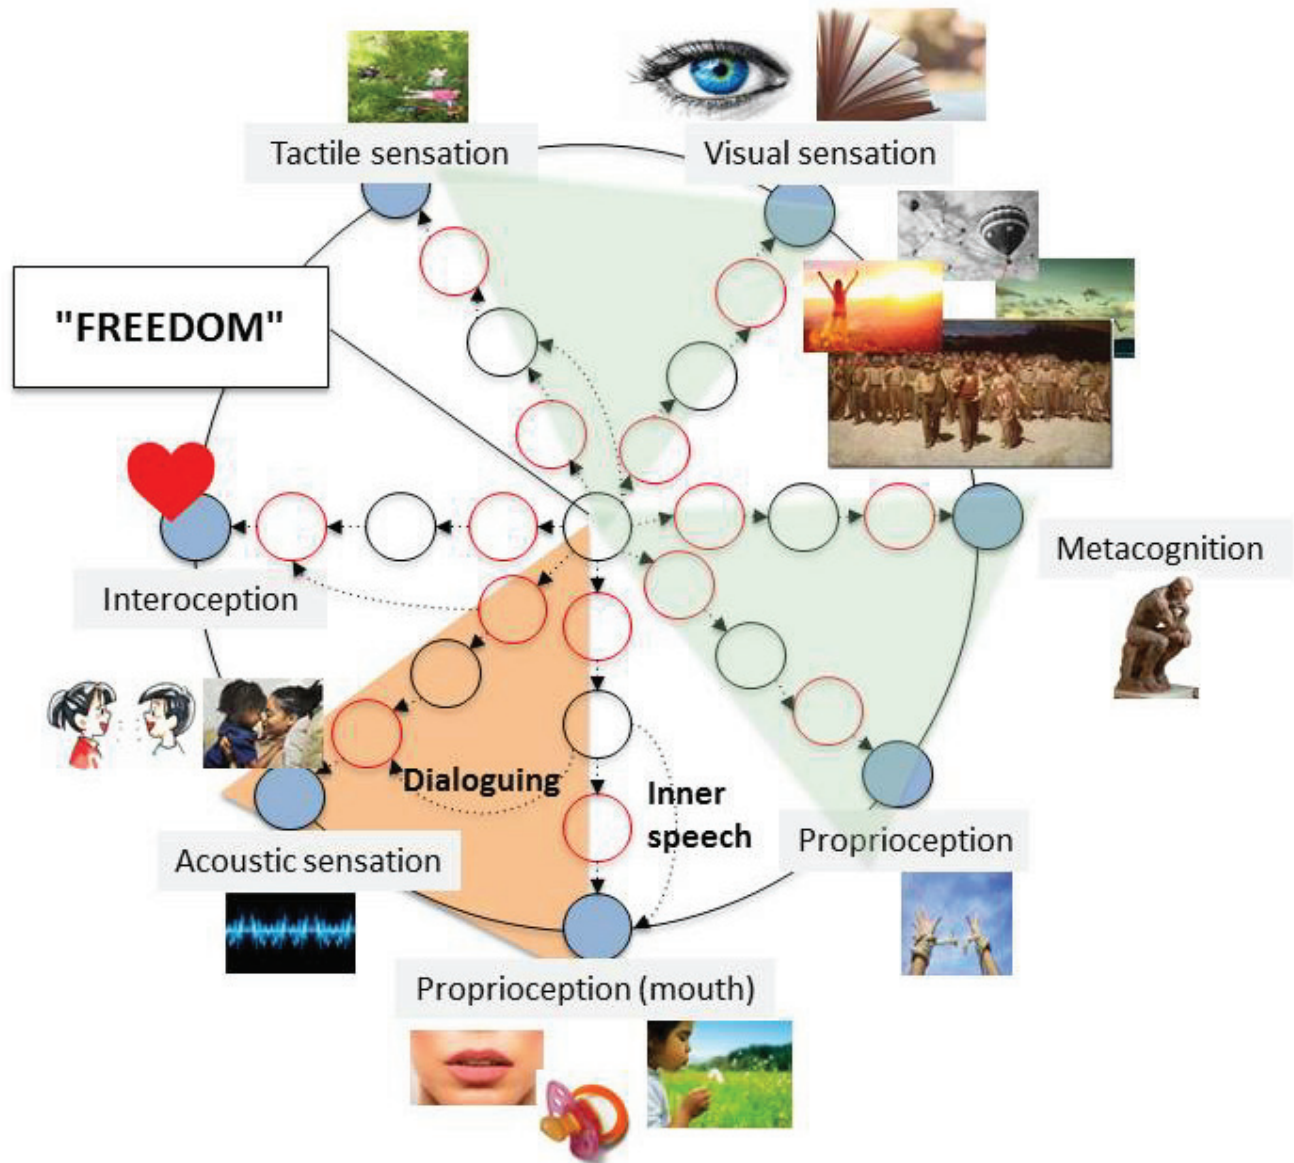 Tactile sensation
Visual sensation
"FREEDOM"
Metacognition
Interoception
Dialoguing
Inner
speech
Proprioception
Acoustic sensation
Proprioception (mouth)